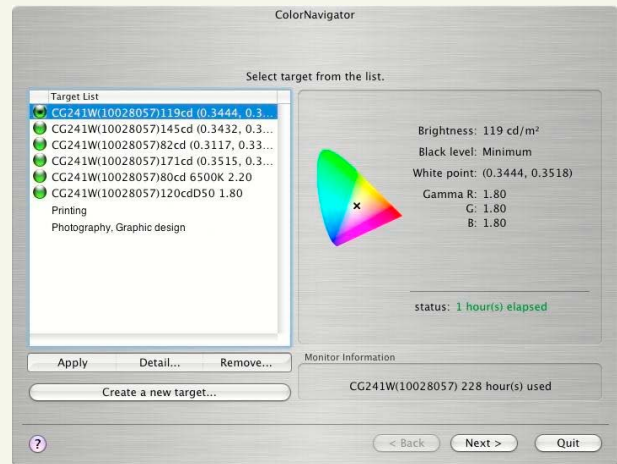 ColorNavigator
Select target from the list.
Target List
CG241W(10028057)119cd (0.3444, 0.3...
CG241W(10028057)145cd (0.3432, 0.3...
CG241W(10028057)82cd (0.3117, 0.33...
CG241W(10028057)171cd (0.3515, 0.3...
CG241W(10028057)80cd 6500K 2.20
CG241W(10028057)120cdD50 1.80
Printing
Photography, Graphic design
Brightness: 119 cd/m²
Black level: Minimum
White point: (0.3444, 0.3518)
Gamma R: 1.80
G: 1.80
B: 1.80
status: 1 hour(s) elapsed
Apply Detail... Remove...
Create a new target...
Monitor Information
CG241W(10028057) 228 hour(s) used
? < Back Next > Quit